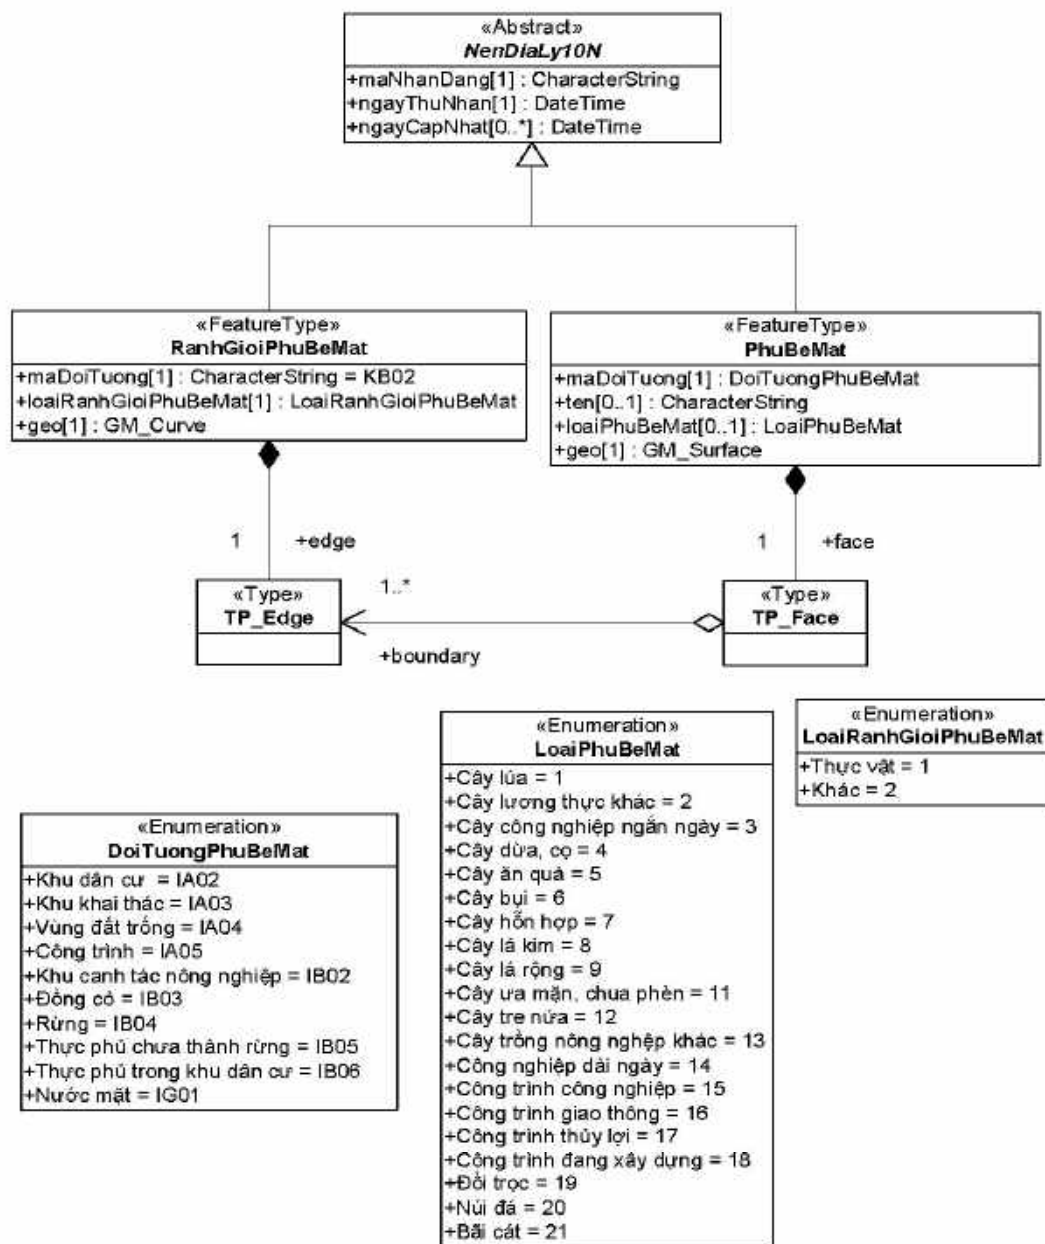 «Abstract»
NenDiaLy10N
+maNhanDang[1] : CharacterString
+ngayThuNhan[1] : DateTime
+ngayCapNhat[0..*] : DateTime
«FeatureType»
RanhGioiPhuBeMat
+maDoiTuong[1] : CharacterString = KB02
+loaiRanhGioiPhuBeMat[1] : LoaiRanhGioiPhuBeMat
+geo[1] : GM_Curve
«FeatureType»
PhuBeMat
+maDoiTuong[1] : DoiTuongPhuBeMat
+ten[0..1] : CharacterString
+loaiPhuBeMat[0..1] : LoaiPhuBeMat
+geo[1] : GM_Surface
1 +edge
1 +face
«Type»
TP_Edge
1..*
+boundary
«Type»
TP_Face
«Enumeration»
DoiTuongPhuBeMat
+Khu dân cư = IA02
+Khu khai thác = IA03
+Vùng đất trống = IA04
+Công trình = IA05
+Khu canh tác nông nghiệp = IB02
+Đồng cỏ = IB03
+Rừng = IB04
+Thực phủ chưa thành rừng = IB05
+Thực phủ trong khu dân cư = IB06
+Nước mặt = IG01
«Enumeration»
LoaiPhuBeMat
+Cây lúa = 1
+Cây lương thực khác = 2
+Cây công nghiệp ngắn ngày = 3
+Cây dừa, cọ = 4
+Cây ăn quả = 5
+Cây bụi = 6
+Cây hỗn hợp = 7
+Cây lá kim = 8
+Cây lá rộng = 9
+Cây ưa mặn, chua phèn = 11
+Cây tre nứa = 12
+Cây trồng nông nghệp khác = 13
+Công nghiệp dài ngày = 14
+Công trình công nghiệp = 15
+Công trình giao thông = 16
+Công trình thủy lợi = 17
+Công trình đang xây dựng = 18
+Đồi trọc = 19
+Núi đá = 20
+Bãi cát = 21
«Enumeration»
LoaiRanhGioiPhuBeMat
+Thực vật = 1
+Khác = 2